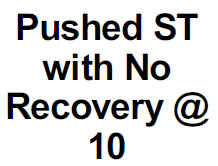 Pushed ST
with No
Recovery @
10